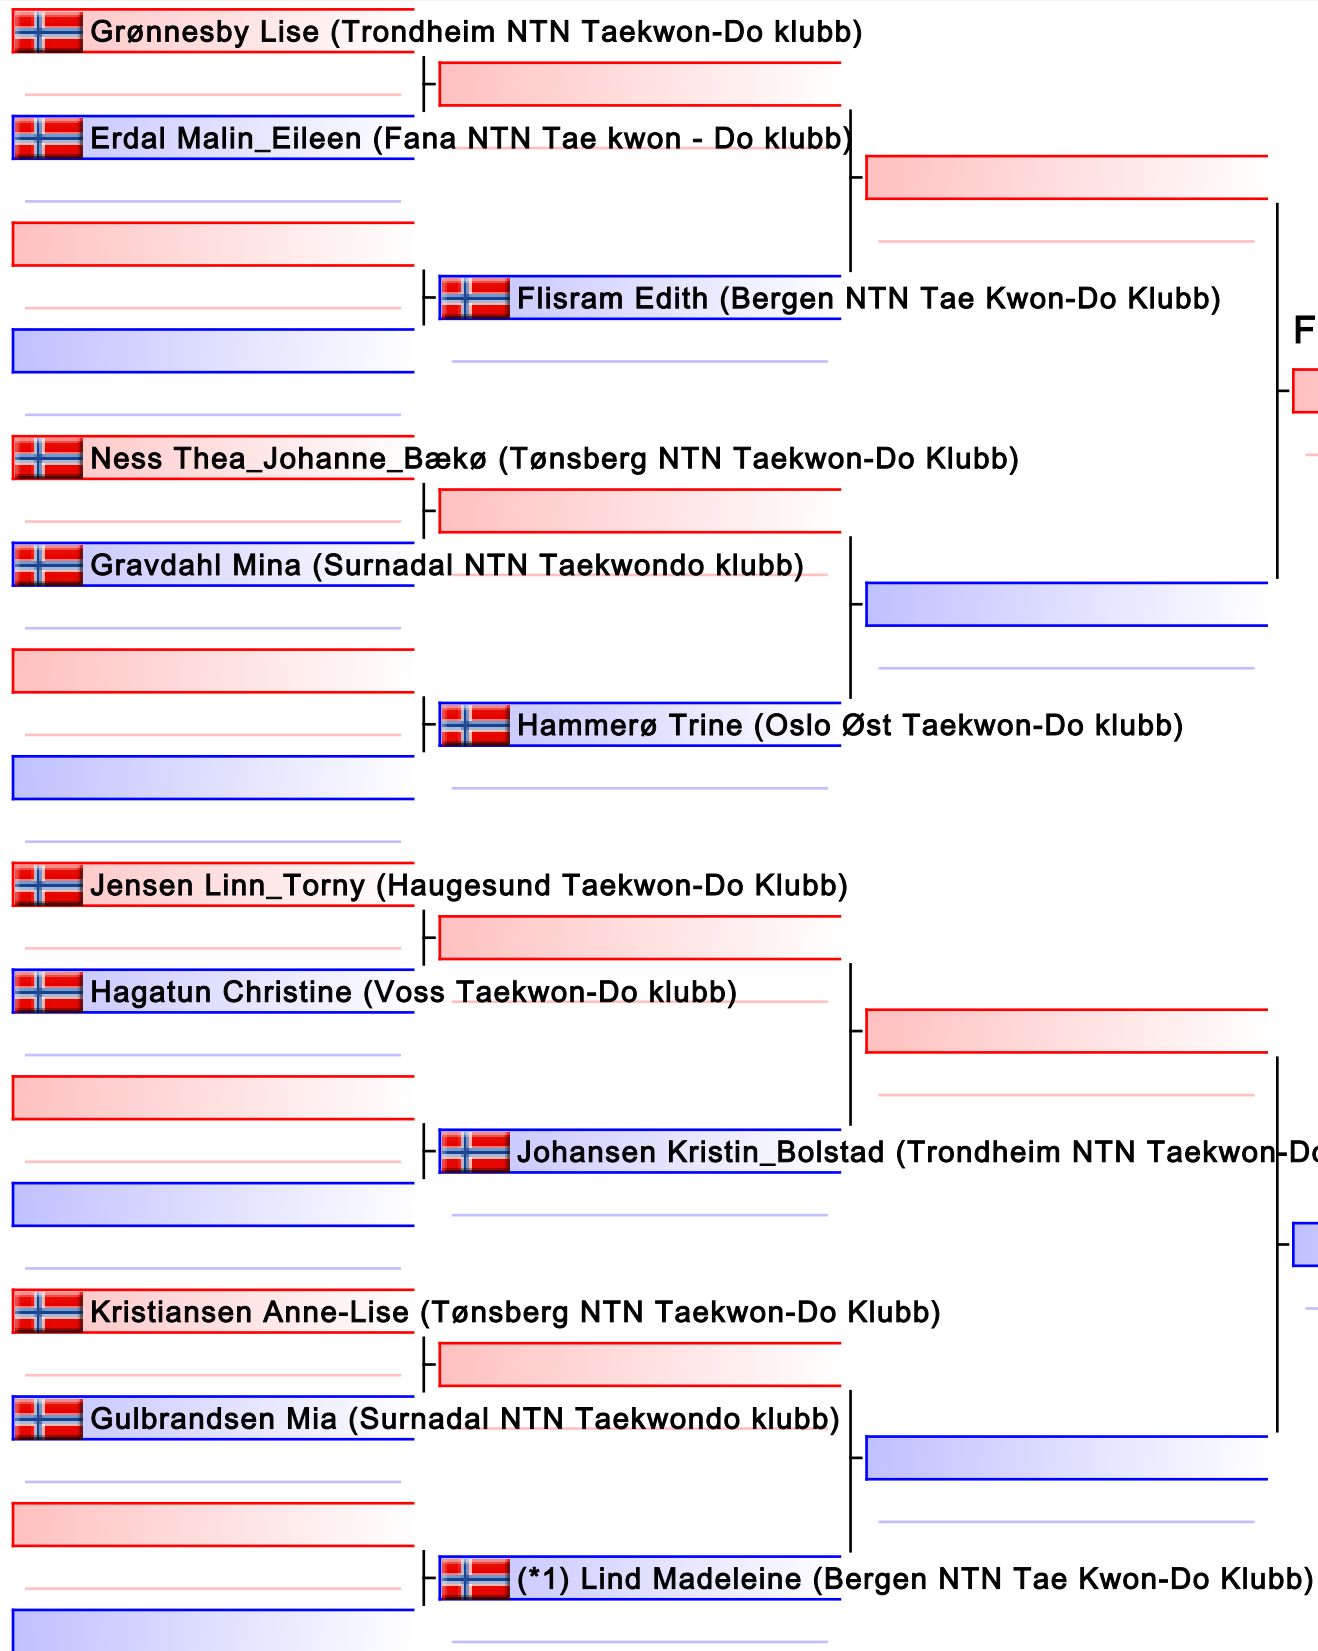 Grønnesby Lise (Trondheim NTN Taekwon-Do klubb)
Erdal Malin_Eileen (Fana NTN Tae kwon - Do klubb)
Flisram Edith (Bergen NTN Tae Kwon-Do Klubb)
F
Ness Thea_Johanne_Bækø (Tønsberg NTN Taekwon-Do Klubb)
Gravdahl Mina (Surnadal NTN Taekwondo klubb)
Hammerø Trine (Oslo Øst Taekwon-Do klubb)
Jensen Linn_Torny (Haugesund Taekwon-Do Klubb)
Hagatun Christine (Voss Taekwon-Do klubb)
Johansen Kristin_Bolstad (Trondheim NTN Taekwon-Do
Kristiansen Anne-Lise (Tønsberg NTN Taekwon-Do Klubb)
Gulbrandsen Mia (Surnadal NTN Taekwondo klubb)
(*1) Lind Madeleine (Bergen NTN Tae Kwon-Do Klubb)